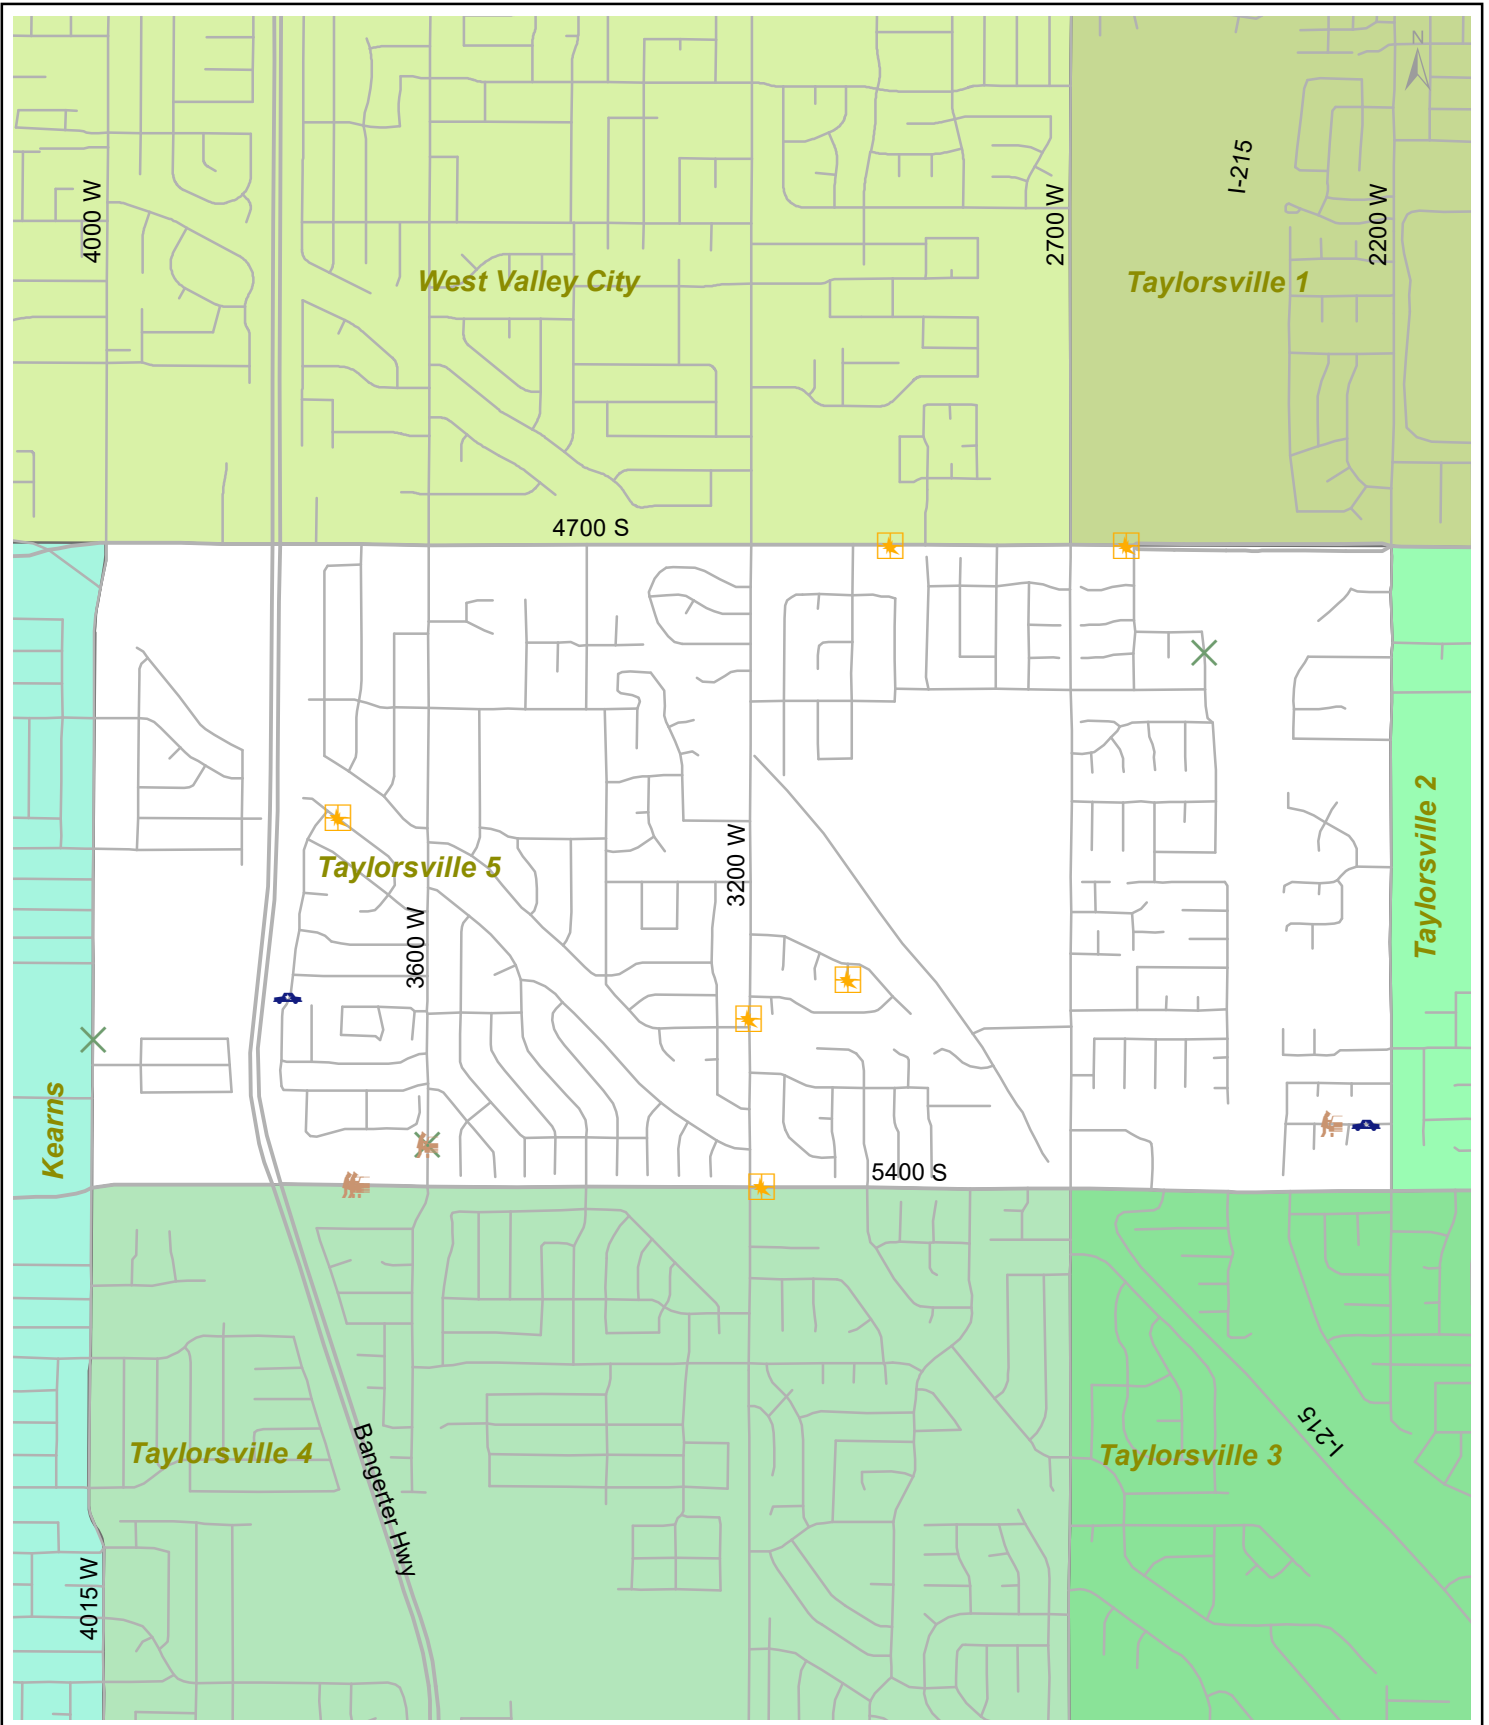 N
I-215
4000 W
2700 W
2200 W
West Valley City
Taylorsville 1
4700 S
Taylorsville 2
3200 W
Taylorsville 5
3600 W
Kearns
5400 S
I-215
Taylorsville 4
Bangerter Hwy
Taylorsville 3
4015 W